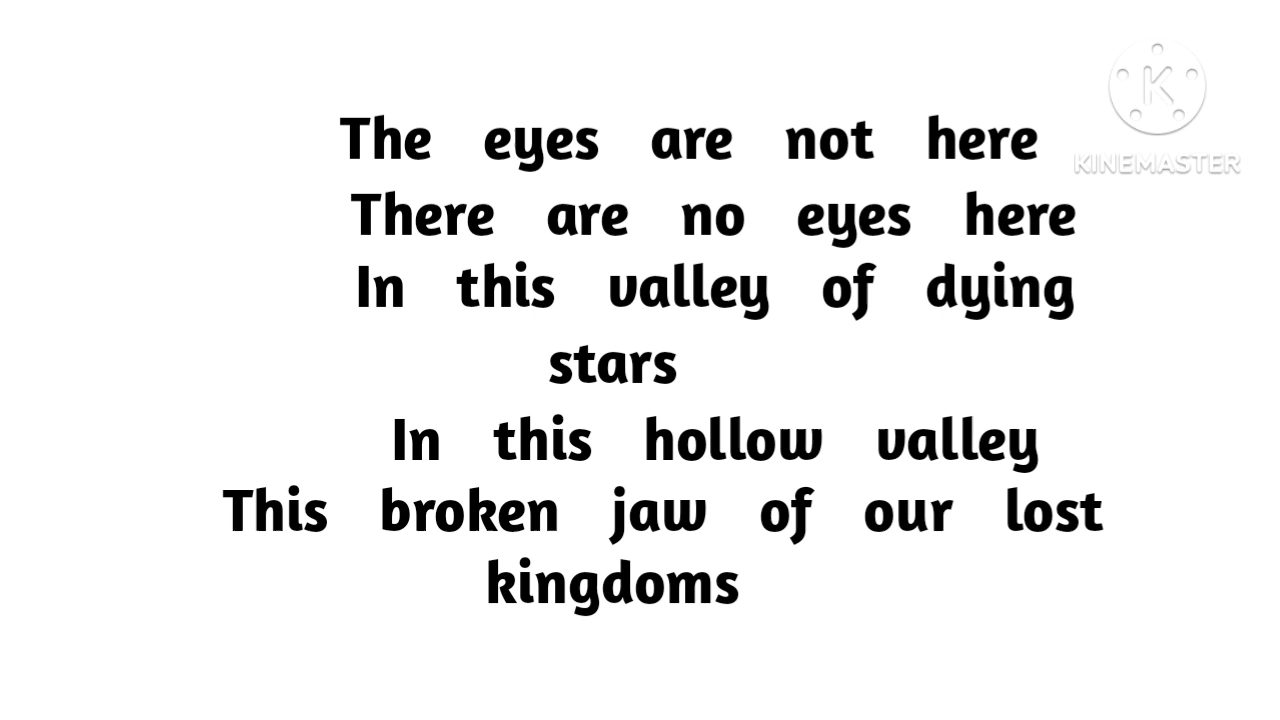 The eyes are not here
There are no eyes here
In this valley of dying
stars
In this hollow valley
This broken jaw of our lost
kingdoms
K
KINEMASTER